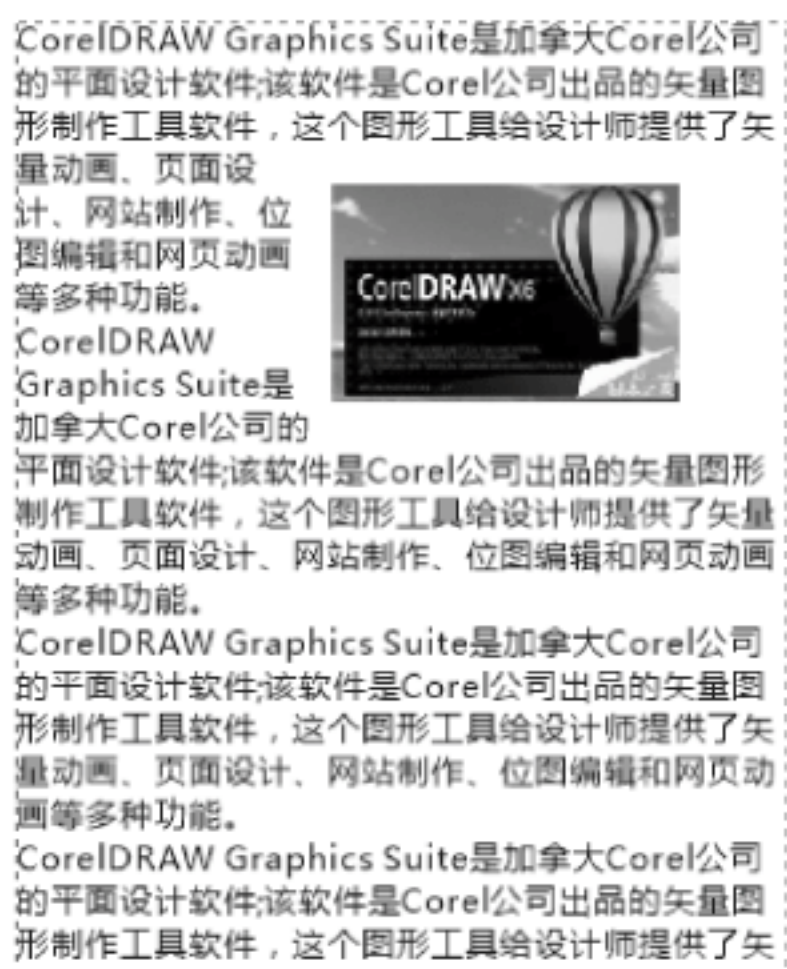 CorelDRAW Graphics Suite是加拿大Corel公司
的平面设计软件;该软件是Corel公司出品的矢量图
形制作工具软件，这个图形工具给设计师提供了矢
量动画、页面设
计、网站制作、位
图编辑和网页动画
等多种功能。
CorelDRAW
Graphics Suite是
加拿大Corel公司的
CorelDRAW X6
平面设计软件;该软件是Corel公司出品的矢量图形
制作工具软件，这个图形工具给设计师提供了矢量
动画、页面设计、网站制作、位图编辑和网页动画
等多种功能。
CorelDRAW Graphics Suite是加拿大Corel公司
的平面设计软件;该软件是Corel公司出品的矢量图
形制作工具软件，这个图形工具给设计师提供了矢
量动画、页面设计、网站制作、位图编辑和网页动
画等多种功能。
CorelDRAW Graphics Suite是加拿大Corel公司
的平面设计软件;该软件是Corel公司出品的矢量图
形制作工具软件，这个图形工具给设计师提供了矢